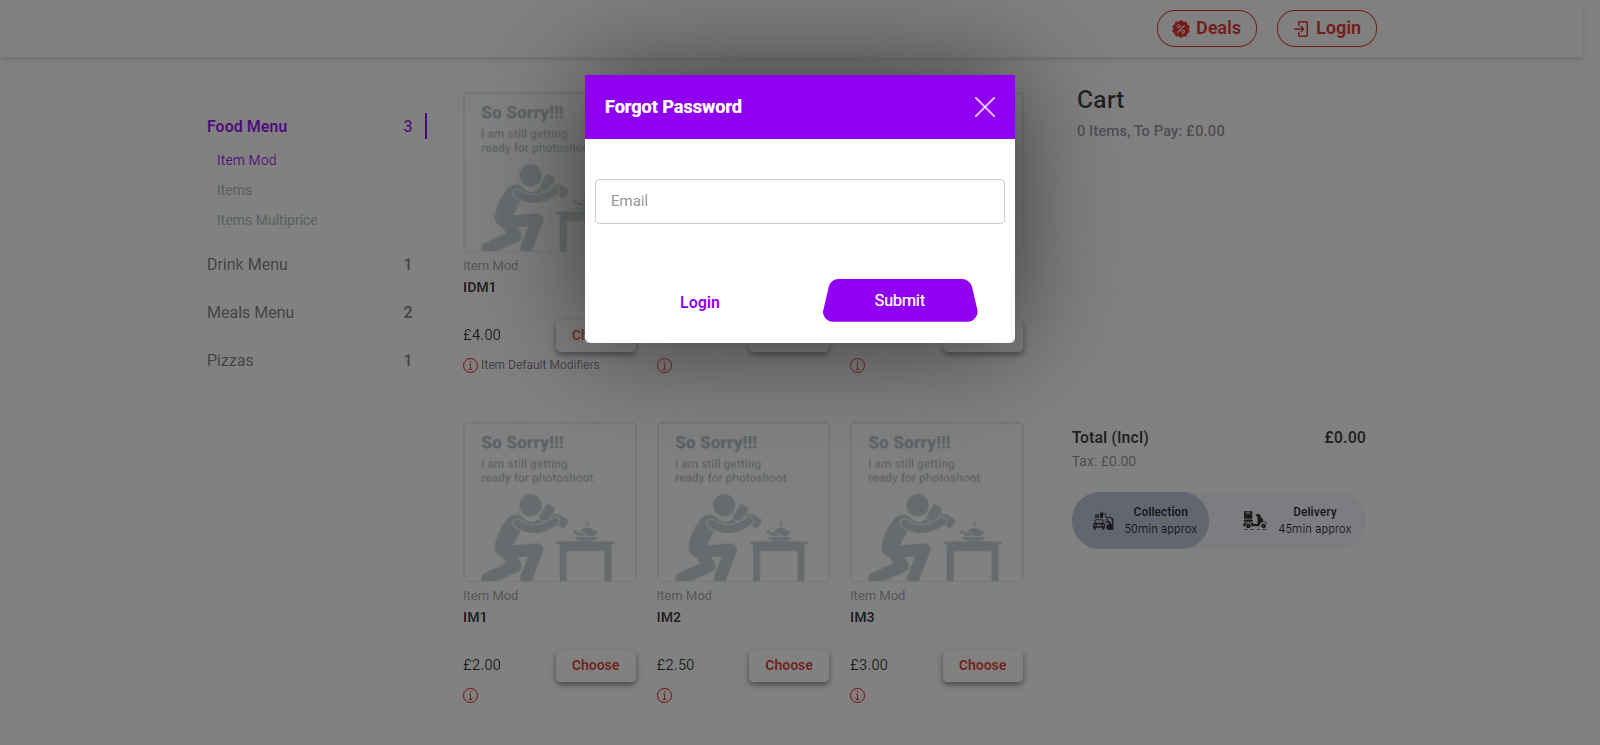 Deals
Login
Forgot Password
Email
Login
Submit
Food Menu 3
Item Mod
Items
Items Multiprice
Drink Menu 1
Meals Menu 2
Pizzas 1
So Sorry!!!
I am still getting
ready for photoshoot
Item Mod
IDM1
£4.00
Item Default Modifiers
So Sorry!!!
I am still getting
ready for photoshoot
Item Mod
IM1
£2.00 Choose
So Sorry!!!
I am still getting
ready for photoshoot
Item Mod
IM2
£2.50 Choose
So Sorry!!!
I am still getting
ready for photoshoot
Item Mod
IM3
£3.00 Choose
Cart
0 Items, To Pay: £0.00
Total (Incl) £0.00
Tax: £0.00
Collection
50min approx
Delivery
45min approx